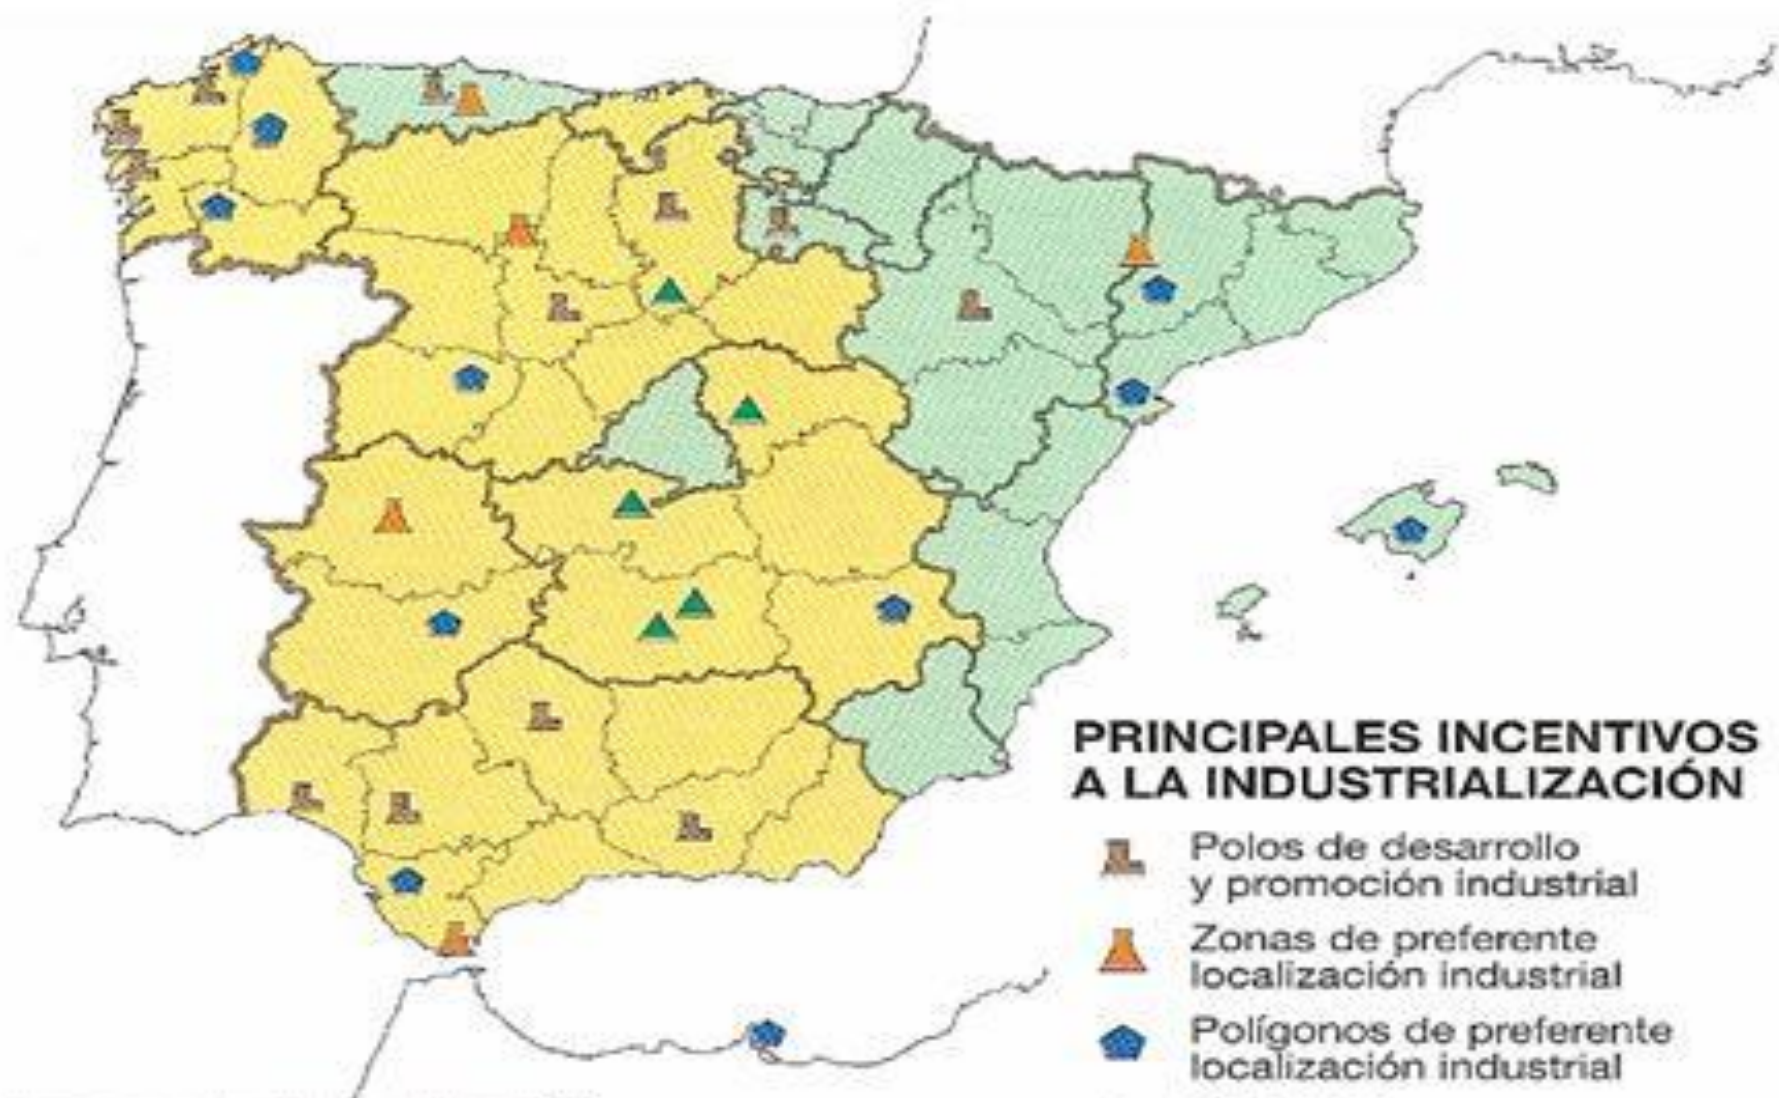 PRINCIPALES INCENTIVOS
A LA INDUSTRIALIZACIÓN
Polos de desarrollo
y promoción industrial
Zonas de preferente
localización industrial
Polígonos de preferente
localización industrial